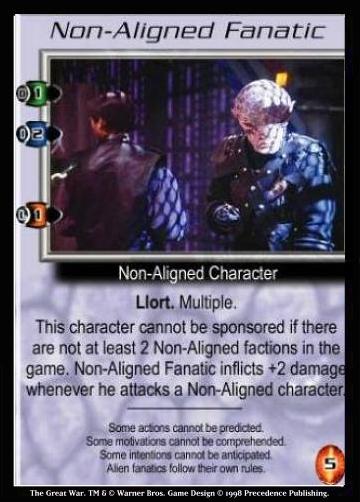 Non-Aligned Fanatic
1
2
1
Non-Aligned Character
Llort. Multiple.
This character cannot be sponsored if there
are not at least 2 Non-Aligned factions in the
game. Non-Aligned Fanatic inflicts +2 damage
whenever he attacks a Non-Aligned character.
Some actions cannot be predicted.
Some motivations cannot be comprehended.
Some intentions cannot be anticipated.
Alien fanatics follow their own rules.
5
The Great War. TM & © Warner Bros. Game Design © 1998 Precedence Publishing.